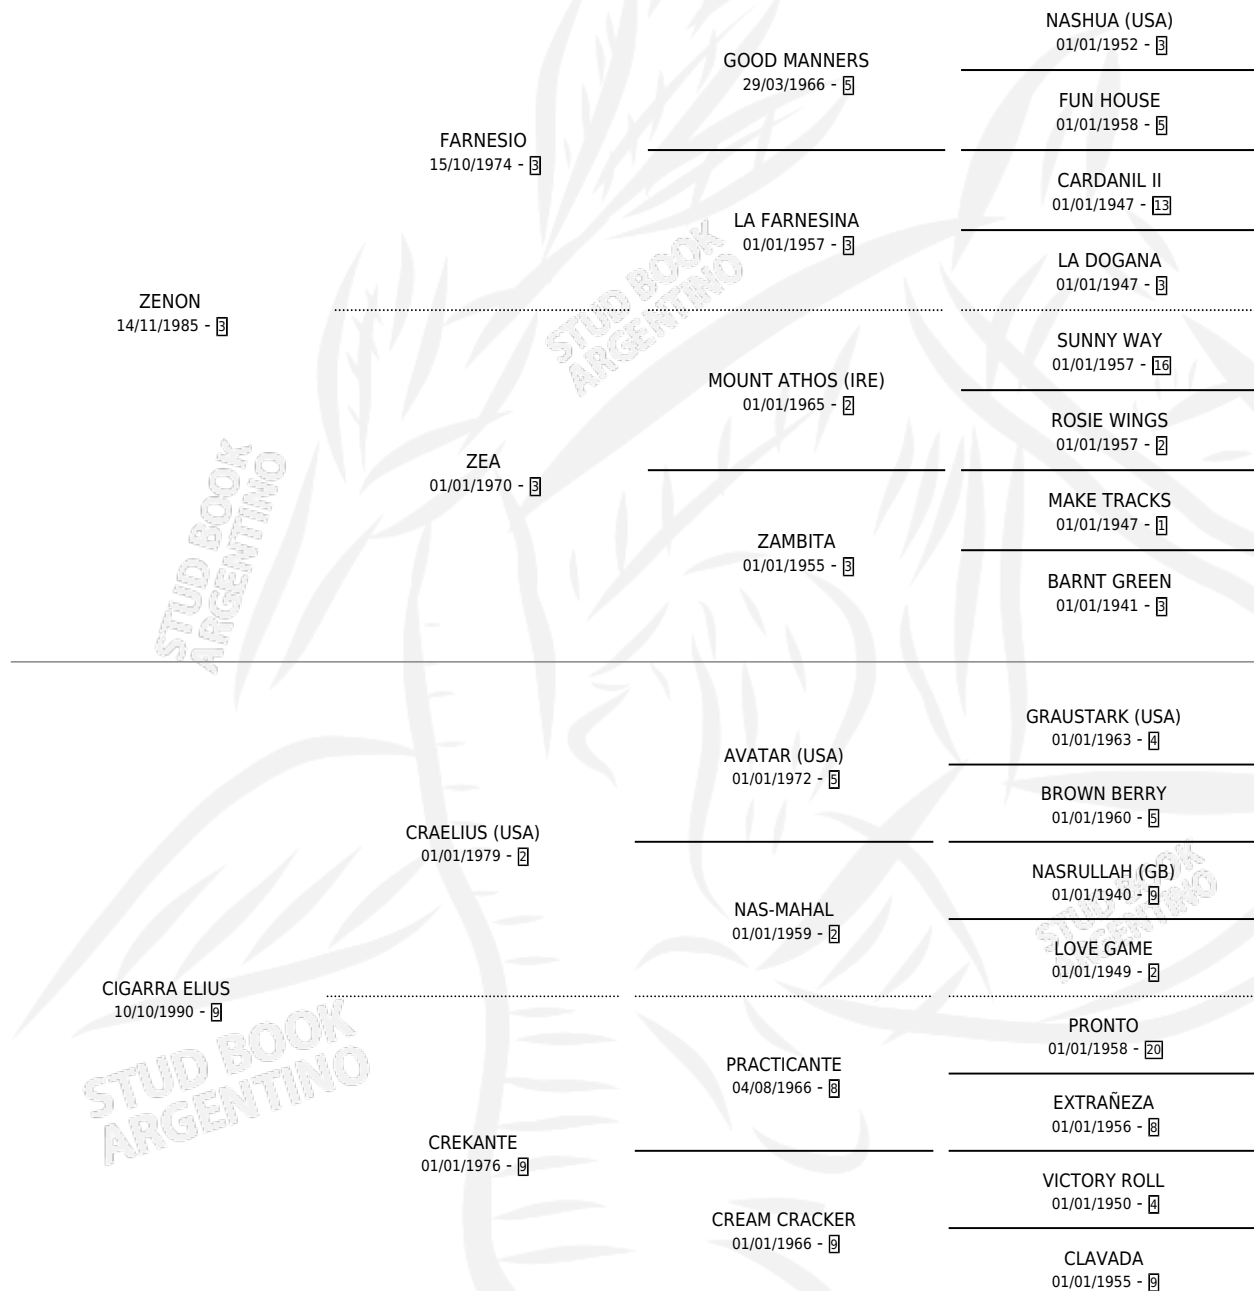 NASHUA (USA)
01/01/1952 - 3
GOOD MANNERS
29/03/1966 - 5
FUN HOUSE
01/01/1958 - 5
FARNESIO
15/10/1974 - 3
CARDANIL II
01/01/1947 - 13
LA FARNESINA
01/01/1957 - 3
LA DOGANA
01/01/1947 - 3
ZENON
14/11/1985 - 3
SUNNY WAY
01/01/1957 - 16
MOUNT ATHOS (IRE)
01/01/1965 - 2
ROSIE WINGS
01/01/1957 - 2
ZEA
01/01/1970 - 3
MAKE TRACKS
01/01/1947 - 1
ZAMBITA
01/01/1955 - 3
BARNT GREEN
01/01/1941 - 3
STUD BOOK
ARGENTINO
STUD BOOK
ARGENTINO
GRAUSTARK (USA)
01/01/1963 - 4
AVATAR (USA)
01/01/1972 - 5
BROWN BERRY
01/01/1960 - 5
CRAELIUS (USA)
01/01/1979 - 2
NASRULLAH (GB)
01/01/1940 - 9
NAS-MAHAL
01/01/1959 - 2
LOVE GAME
01/01/1949 - 2
CIGARRA ELIUS
10/10/1990 - 9
PRONTO
01/01/1958 - 20
PRACTICANTE
04/08/1966 - 8
EXTRAÑEZA
01/01/1956 - 8
CREKANTE
01/01/1976 - 9
VICTORY ROLL
01/01/1950 - 4
CREAM CRACKER
01/01/1966 - 9
CLAVADA
01/01/1955 - 9
STUD BOOK
ARGENTINO
STUD BOOK
ARGENTINO